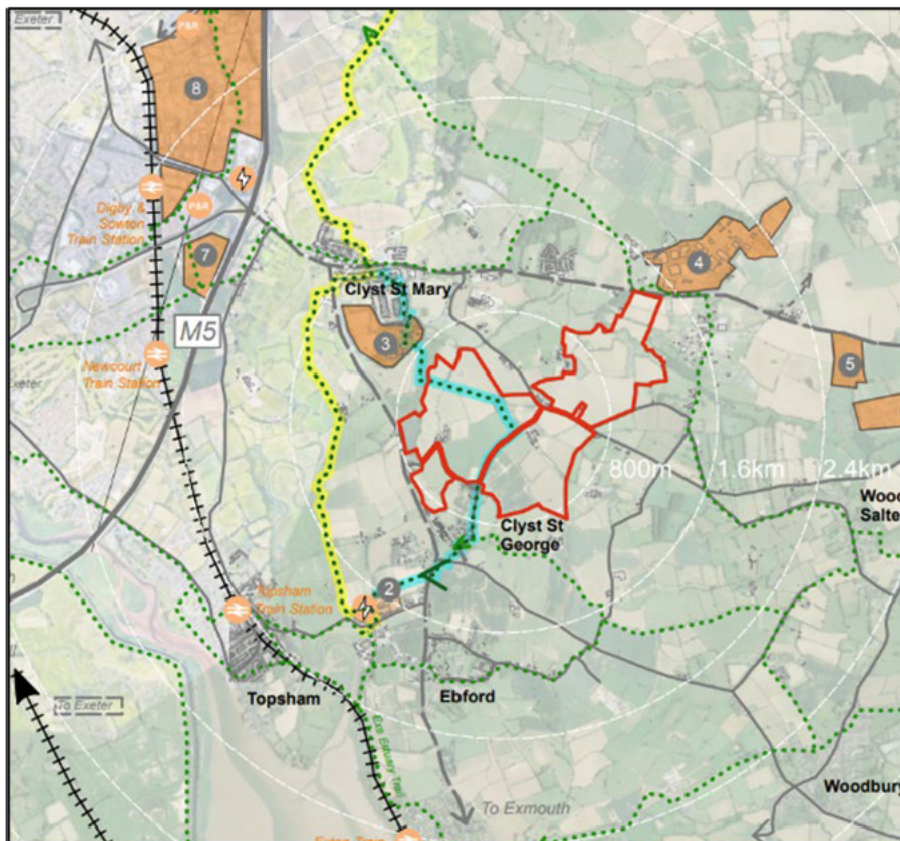 Exeter
P&R
8
Digby &
Sowton
Train Station
P&R
7
4
Clyst St Mary
3
M5
Newcourt
Train Station
Exeter
5
800m
1.6km
2.4km
Clyst St
George
2
Topsham
Train Station
To Exeter
Topsham
Ebford
Exe Estuary Trail
Woodbury
To Exmouth